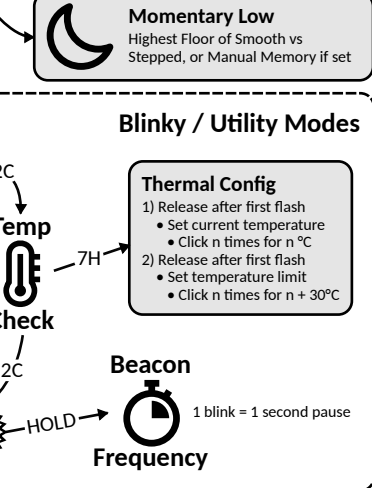 Momentary Low
Highest Floor of Smooth vs
Stepped, or Manual Memory if set
Blinky / Utility Modes
2C
Temp
Check
7H
Thermal Config
1) Release after first flash
• Set current temperature
• Click n times for n °C
2) Release after first flash
• Set temperature limit
• Click n times for n + 30°C
2C
HOLD
Beacon
Frequency
1 blink = 1 second pause